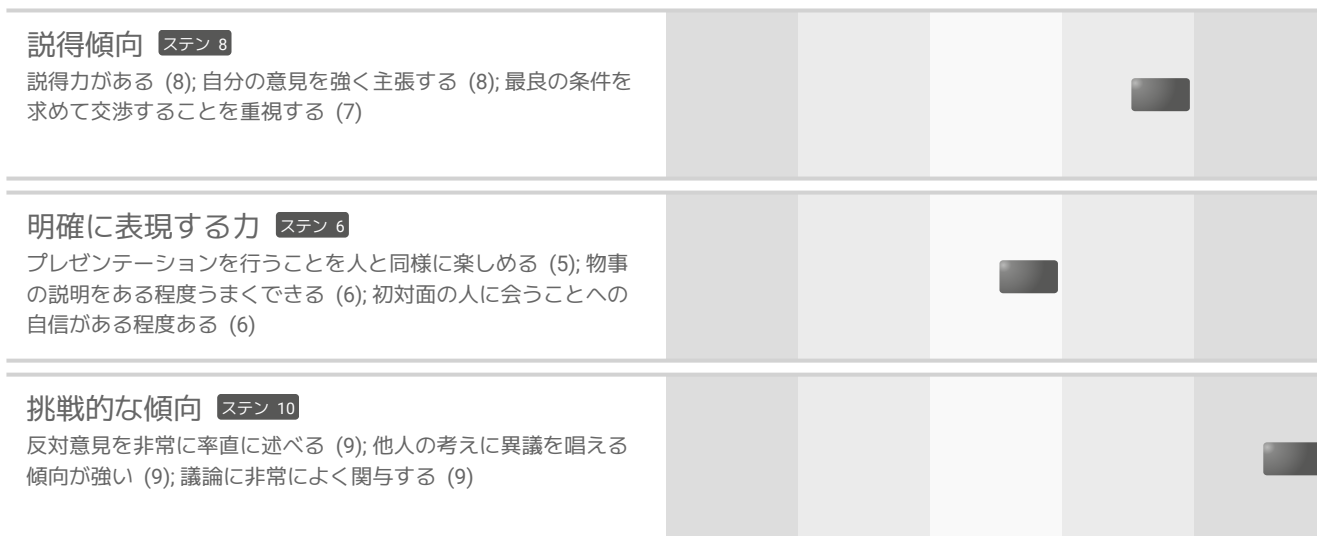 説得傾向 ステン 8
説得力がある (8); 自分の意見を強く主張する (8); 最良の条件を
求めて交渉することを重視する (7)
明確に表現する力 ステン 6
プレゼンテーションを行うことを人と同様に楽しめる (5); 物事
の説明をある程度うまくできる (6); 初対面の人に会うことへの
自信がある程度ある (6)
挑戦的な傾向 ステン 10
反対意見を非常に率直に述べる (9); 他人の考えに異議を唱える
傾向が強い (9); 議論に非常によく関与する (9)